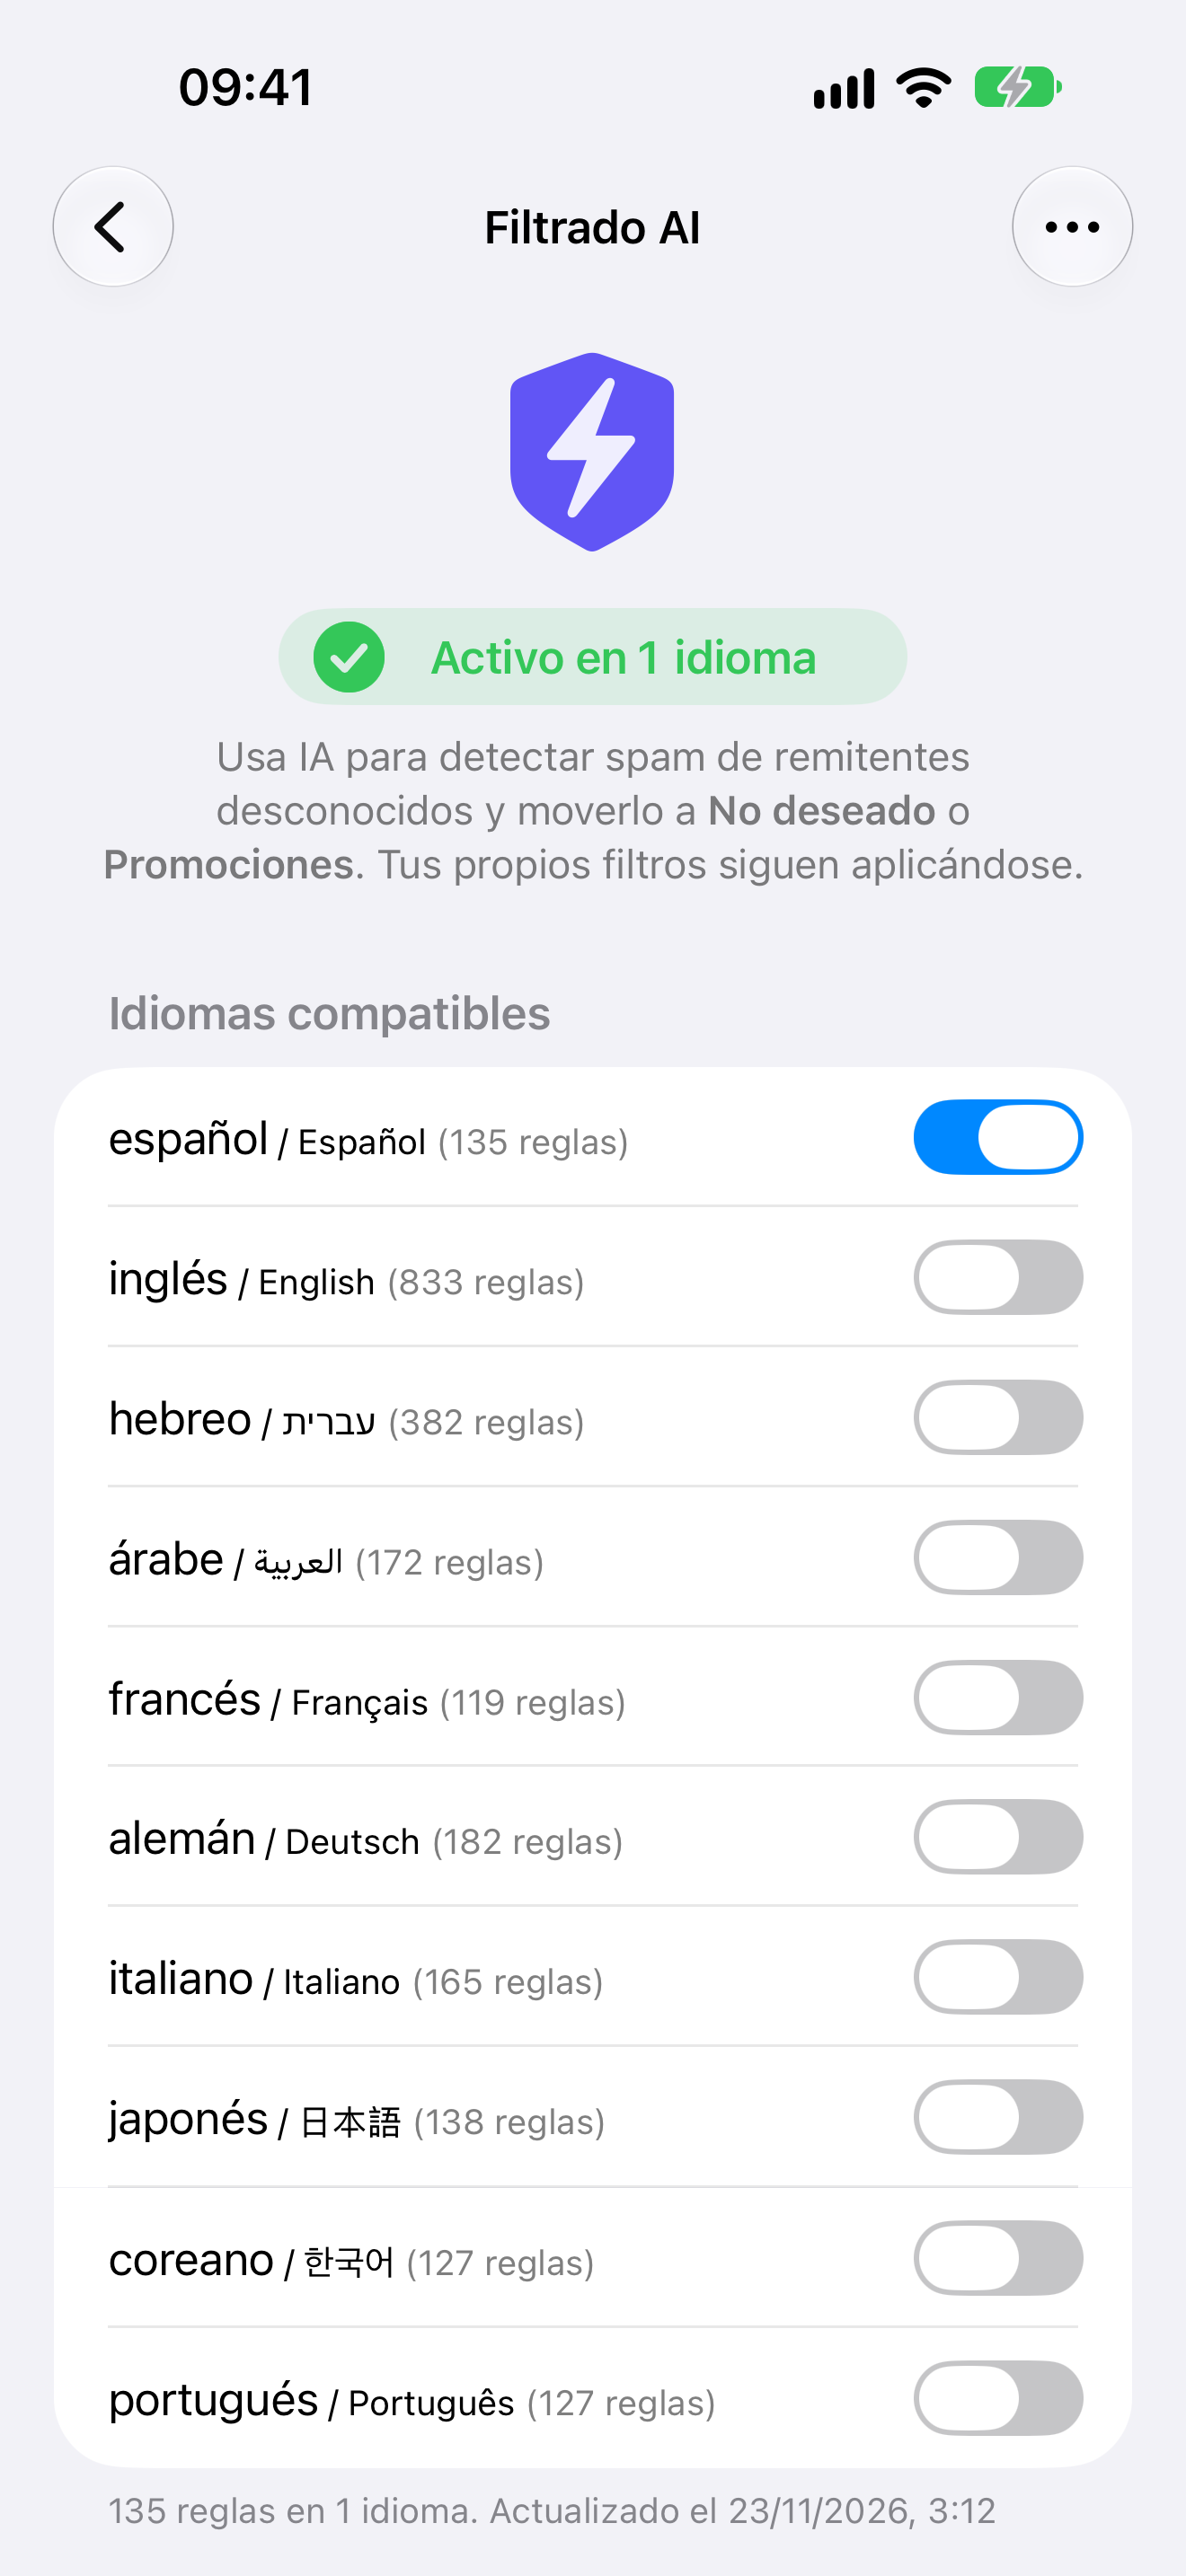 09:41
Filtrado AI
Activo en 1 idioma
Usa IA para detectar spam de remitentes
desconocidos y moverlo a No deseado o
Promociones. Tus propios filtros siguen aplicándose.
Idiomas compatibles
español / Español (135 reglas)
inglés / English (833 reglas)
hebreo / עברית (382 reglas)
árabe / العربية (172 reglas)
francés / Français (119 reglas)
alemán / Deutsch (182 reglas)
italiano / Italiano (165 reglas)
japonés / 日本語 (138 reglas)
coreano / 한국어 (127 reglas)
portugués / Português (127 reglas)
135 reglas en 1 idioma. Actualizado el 23/11/2026, 3:12